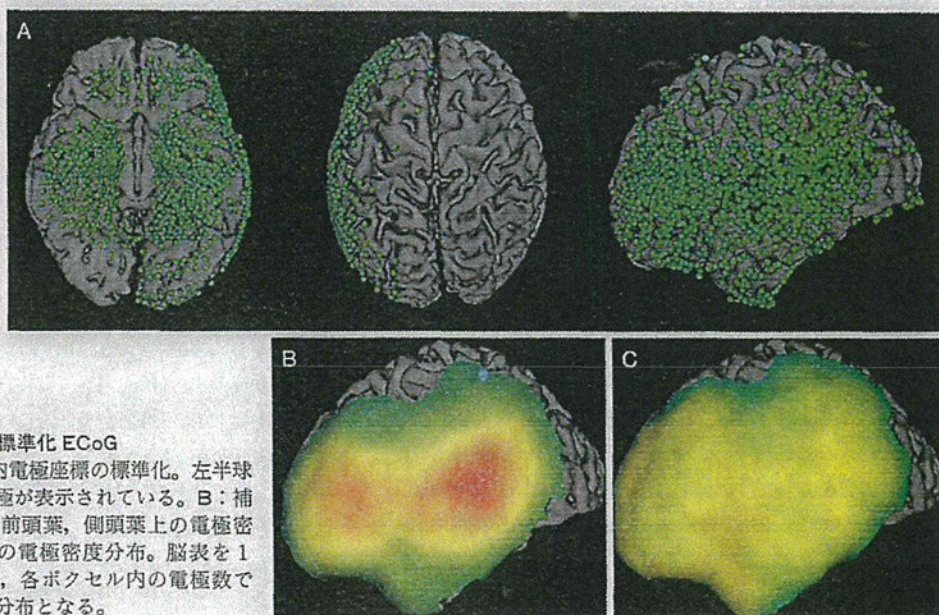 A
B
C
標準化 ECoG
内電極座標の標準化。左半球
極が表示されている。B：補
前頭葉，側頭葉上の電極密
の電極密度分布。脳表を 1
，各ボクセル内の電極数で
分布となる。